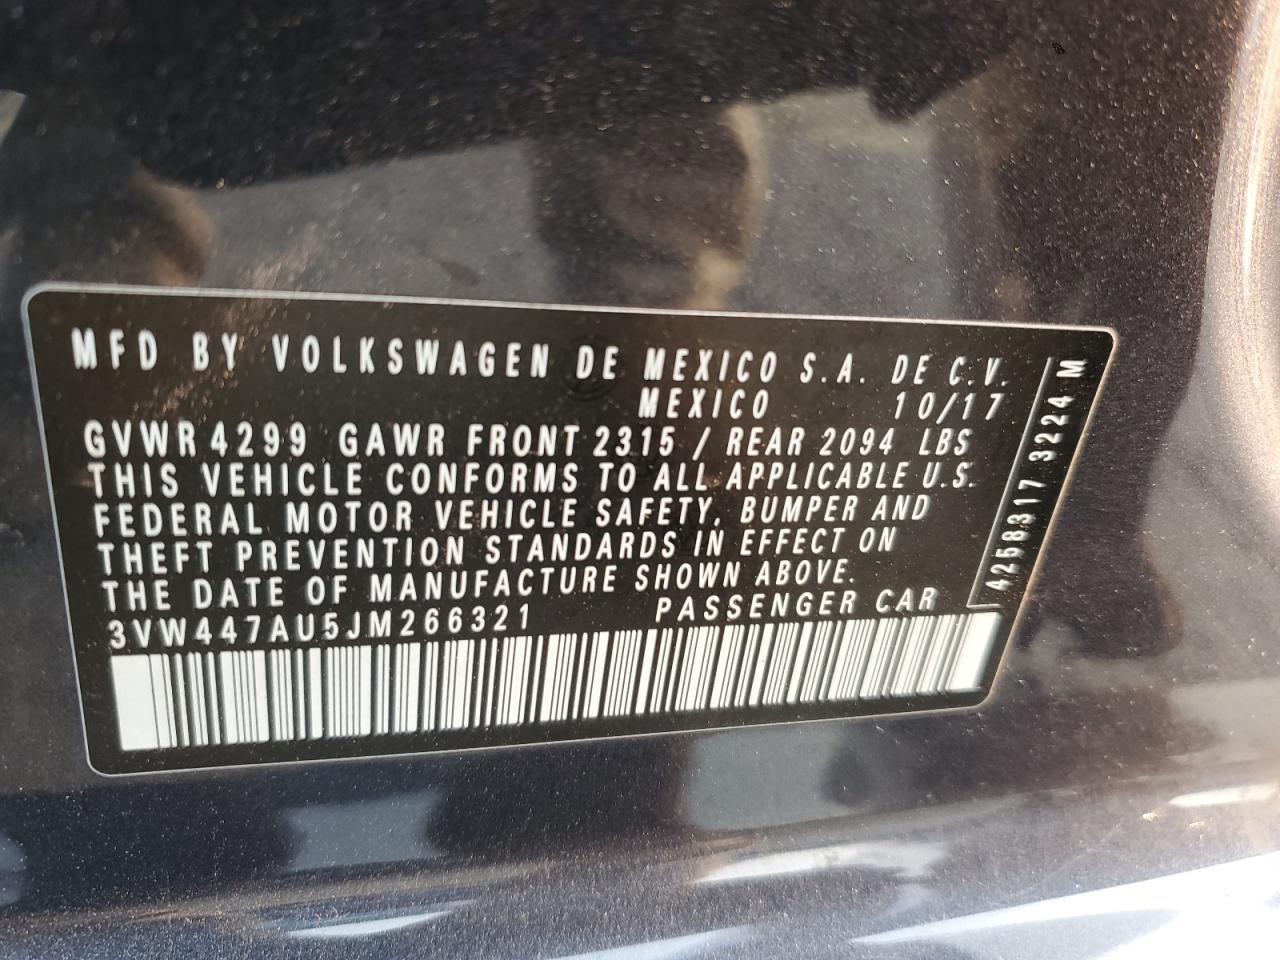 MFD BY VOLKSWAGEN DE MEXICO S.A. DE C.V.
MEXICO 10/17
GVWR 4299 GAWR FRONT 2315 / REAR 2094 LBS
THIS VEHICLE CONFORMS TO ALL APPLICABLE U.S.
FEDERAL MOTOR VEHICLE SAFETY, BUMPER AND
THEFT PREVENTION STANDARDS IN EFFECT ON
THE DATE OF MANUFACTURE SHOWN ABOVE.
3VW447AU5JM266321 PASSENGER CAR
4258317 3224 M